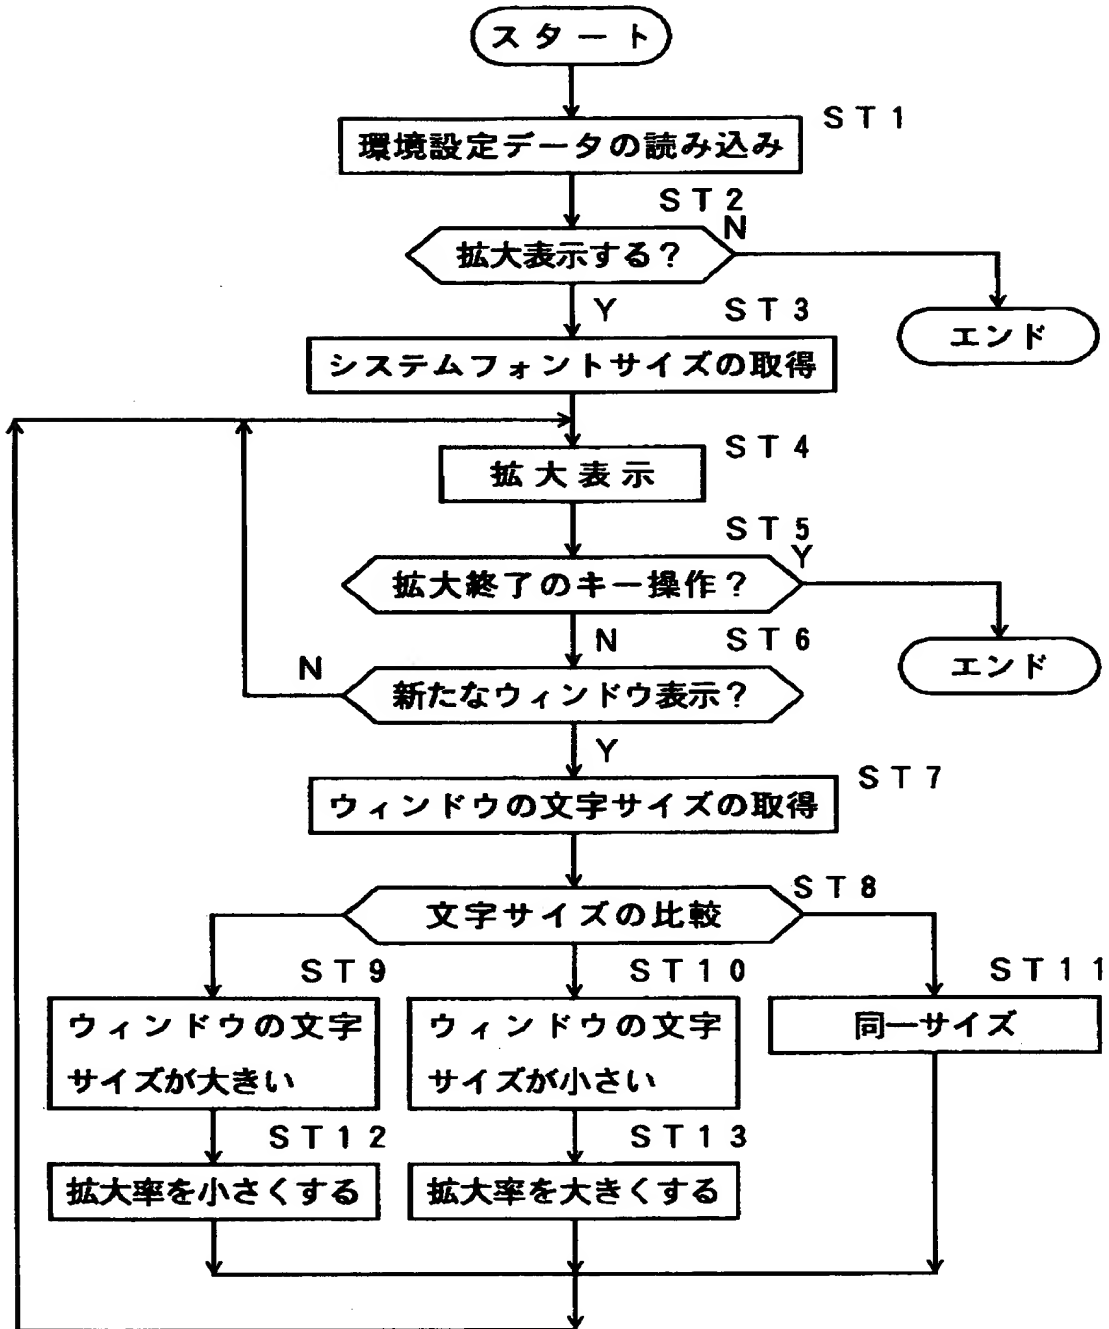 スタート
ST1
環境設定データの読み込み
ST2
N
拡大表示する?
Y
ST3
エンド
システムフォントサイズの取得
ST4
拡大表示
ST5
Y
拡大終了のキー操作?
N
ST6
エンド
N
新たなウィンドウ表示?
Y
ST7
ウィンドウの文字サイズの取得
ST8
文字サイズの比較
ST9
ST10
ST11
ウィンドウの文字
サイズが大きい
ウィンドウの文字
サイズが小さい
同一サイズ
ST12
ST13
拡大率を小さくする
拡大率を大きくする